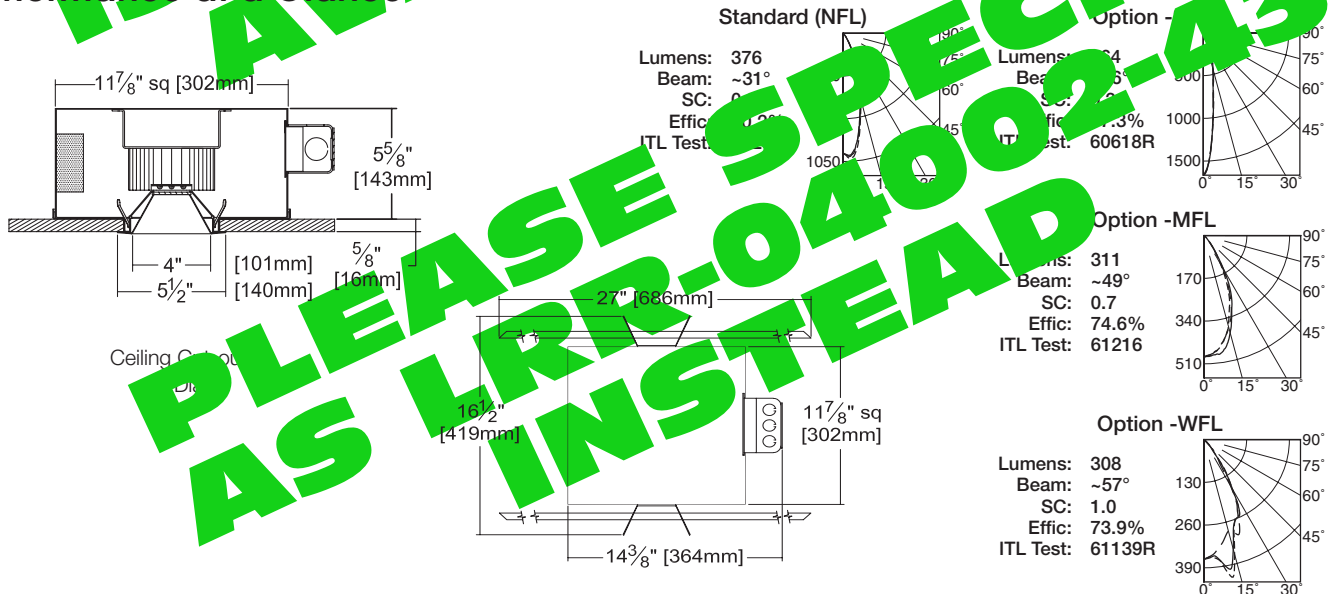 PLEASE
AS LRR-04002-43
INSTEAD
11⅞" sq [302mm]
5⅝"
[143mm]
⅝"
[16mm]
4" [101mm]
5½" [140mm]
Ceiling
27" [686mm]
16½"
[419mm]
11⅞" sq
[302mm]
14⅜" [364mm]
Standard (NFL)
Lumens: 376
Beam: ~31°
SC:
Effic:
ITL Test:
1050
60°
45°
Option -
Lumens:
SC:
ITL Test: 60618R
90°
75°
60°
45°
1000
1500
0° 15° 30°
Option -MFL
311
Beam: ~49°
SC: 0.7
Effic: 74.6%
ITL Test: 61216
90°
75°
60°
45°
170
340
510
0° 15° 30°
Option -WFL
Lumens: 308
Beam: ~57°
SC: 1.0
Effic: 73.9%
ITL Test: 61139R
90°
75°
60°
45°
130
260
390
0° 15° 30°